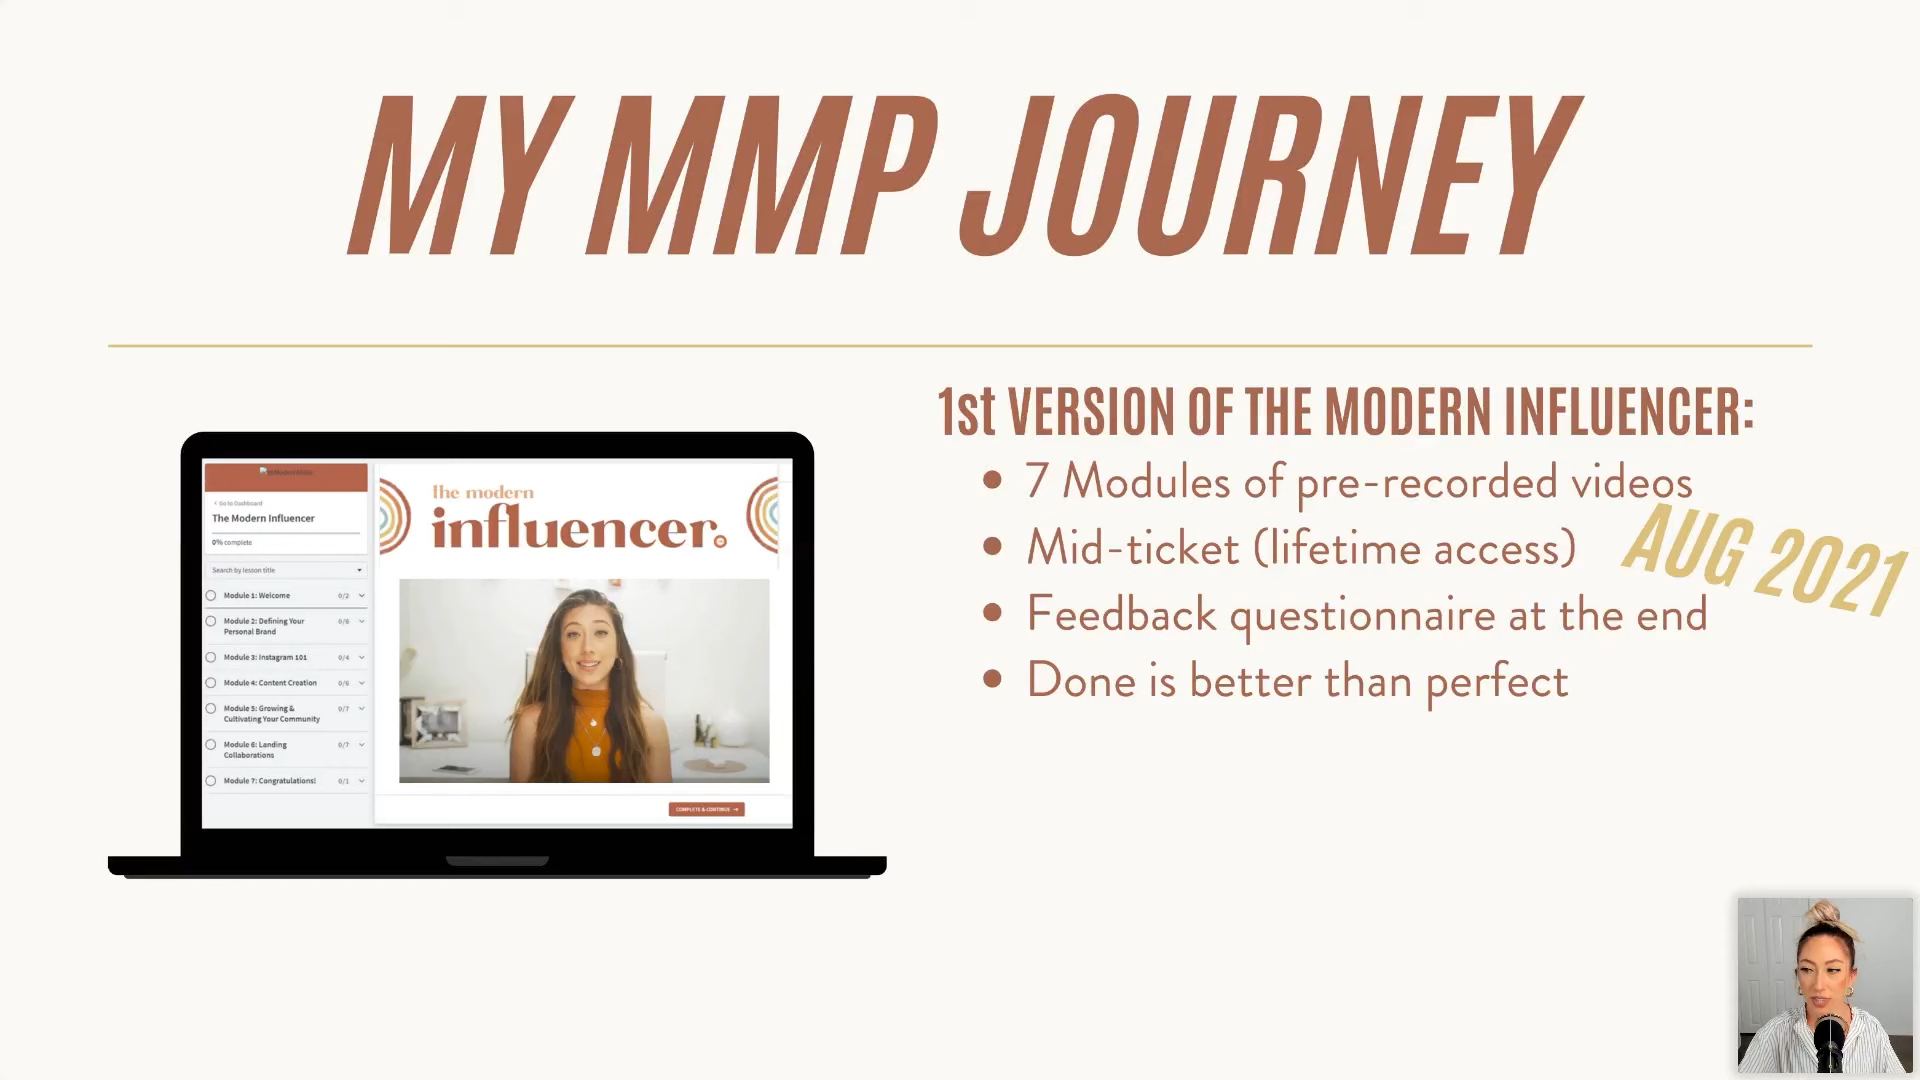 MY MMP JOURNEY
1st VERSION OF THE MODERN INFLUENCER:
• 7 Modules of pre-recorded videos
• Mid-ticket (lifetime access)
• Feedback questionnaire at the end
• Done is better than perfect
AUG 2021
< Go to Dashboard
The Modern Influencer
0% complete
Search by lesson title
Module 1: Welcome 0/2
Module 2: Defining Your
Personal Brand
Module 3: Instagram 101 0/4
Module 4: Content Creation
Module 5: Growing &
Cultivating Your Community 0/7
Module 6: Landing
Collaborations 0/7
Module 7: Congratulations! 0/1
the modern
influencer.
COMPLETE & CONTINUE →